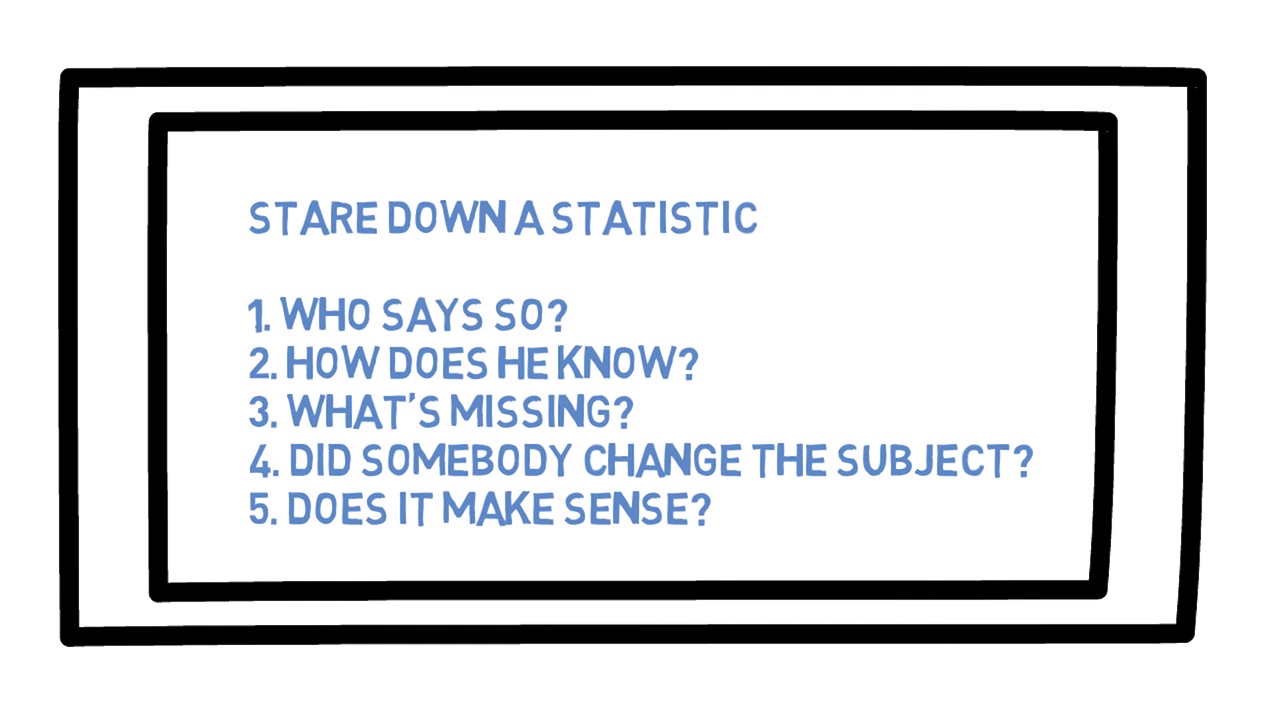 STARE DOWN A STATISTIC
1. WHO SAYS SO?
2. HOW DOES HE KNOW?
3. WHAT'S MISSING?
4. DID SOMEBODY CHANGE THE SUBJECT?
5. DOES IT MAKE SENSE?